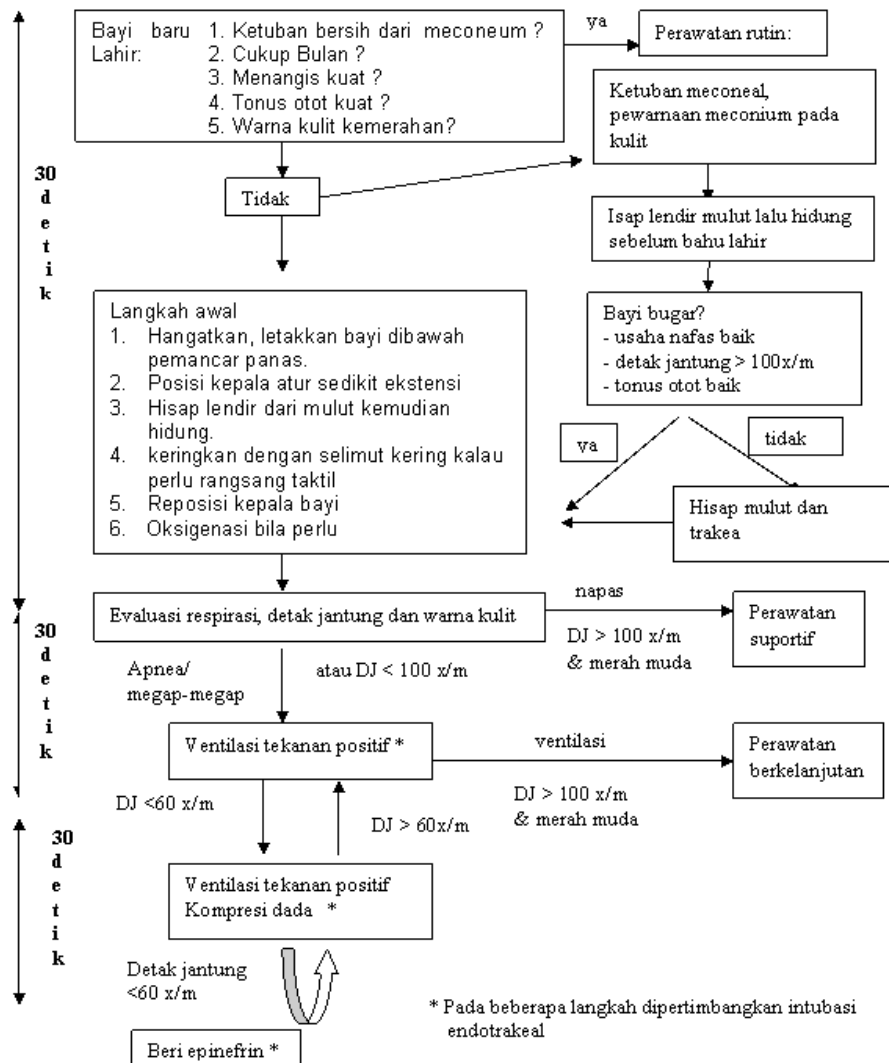 Bayi baru Lahir:
1. Ketuban bersih dari meconeum ?
2. Cukup Bulan ?
3. Menangis kuat ?
4. Tonus otot kuat ?
5. Warna kulit kemerahan?
ya
Perawatan rutin:
Ketuban meconeal,
pewarnaan meconium pada
kulit
30
d
e
t
i
k
Tidak
Isap lendir mulut lalu hidung
sebelum bahu lahir
Langkah awal
1. Hangatkan, letakkan bayi dibawah
pemancar panas.
2. Posisi kepala atur sedikit ekstensi
3. Hisap lendir dari mulut kemudian
hidung.
4. keringkan dengan selimut kering kalau
perlu rangsang taktil
5. Reposisi kepala bayi
6. Oksigenasi bila perlu
Bayi bugar?
- usaha nafas baik
- detak jantung > 100x/m
- tonus otot baik
ya
tidak
Hisap mulut dan
trakea
30
d
e
t
i
k
Evaluasi respirasi, detak jantung dan warna kulit
napas
DJ > 100 x/m
& merah muda
Perawatan
suportif
Apnea/
megap-megap
atau DJ < 100 x/m
Ventilasi tekanan positif *
ventilasi
DJ > 100 x/m
& merah muda
Perawatan
berkelanjutan
DJ <60 x/m
DJ > 60x/m
30
d
e
t
i
k
Ventilasi tekanan positif
Kompresi dada *
Detak jantung
<60 x/m
* Pada beberapa langkah dipertimbangkan intubasi
endotrakeal
Beri epinefrin *